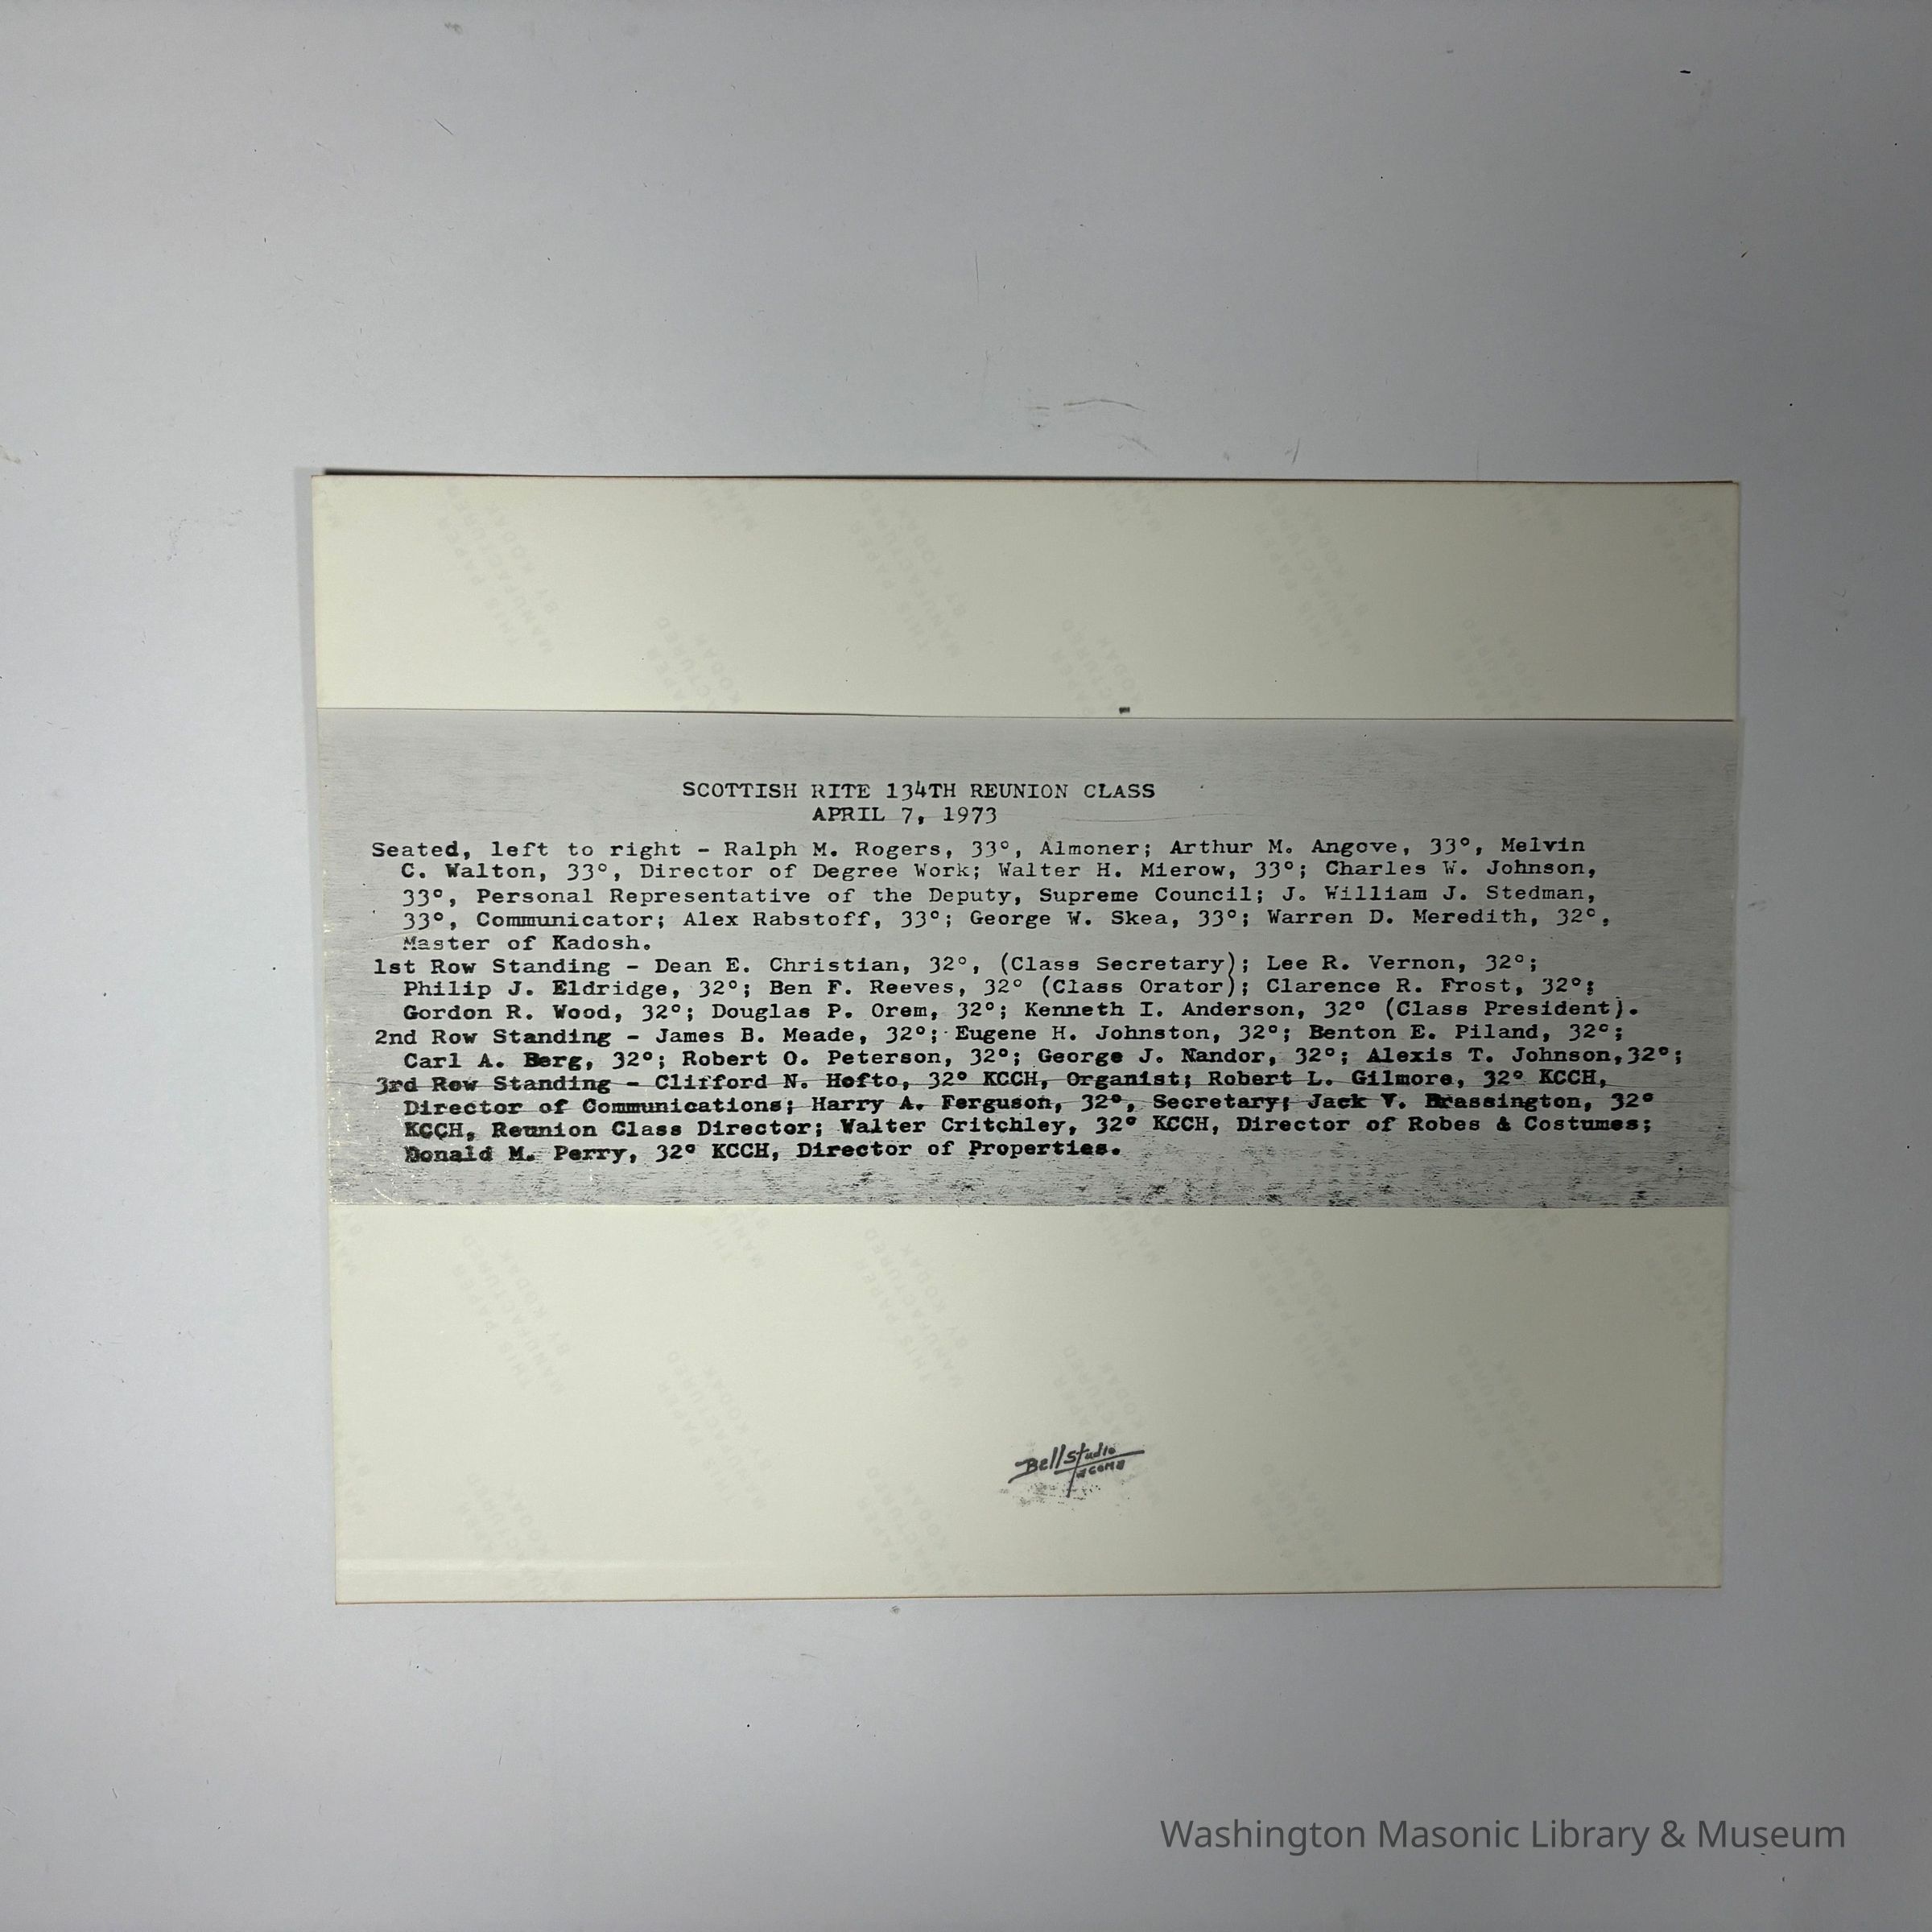 SCOTTISH RITE 134TH REUNION CLASS
APRIL 7, 1973
Seated, left to right - Ralph M. Rogers, 33°, Almoner; Arthur M. Angove, 33°, Melvin
C. Walton, 33°, Director of Degree Work; Walter H. Mierow, 33°; Charles W. Johnson,
33°, Personal Representative of the Deputy, Supreme Council; J. William J. Stedman,
33°, Communicator; Alex Rabstoff, 33°; George W. Skea, 33°; Warren D. Meredith, 32°,
Master of Kadosh.
1st Row Standing - Dean E. Christian, 32°, (Class Secretary); Lee R. Vernon, 32°;
Philip J. Eldridge, 32°; Ben F. Reeves, 32° (Class Orator); Clarence R. Frost, 32°;
Gordon R. Wood, 32°; Douglas P. Orem, 32°; Kenneth I. Anderson, 32° (Class President).
2nd Row Standing - James B. Meade, 32°; Eugene H. Johnston, 32°; Benton E. Piland, 32°;
Carl A. Berg, 32°; Robert O. Peterson, 32°; George J. Nandor, 32°; Alexis T. Johnson,32°;
3rd Row Standing - Clifford N. Hofto, 32° KCCH, Organist; Robert L. Gilmore, 32° KCCH,
Director of Communications; Harry A. Ferguson, 32°, Secretary; Jack V. Brassington, 32°
KCCH, Reunion Class Director; Walter Critchley, 32° KCCH, Director of Robes & Costumes;
Donald M. Perry, 32° KCCH, Director of Properties.
Bell Studio
Tacoma
THIS PAPER
MANUFACTURED
BY KODAK
Washington Masonic Library & Museum